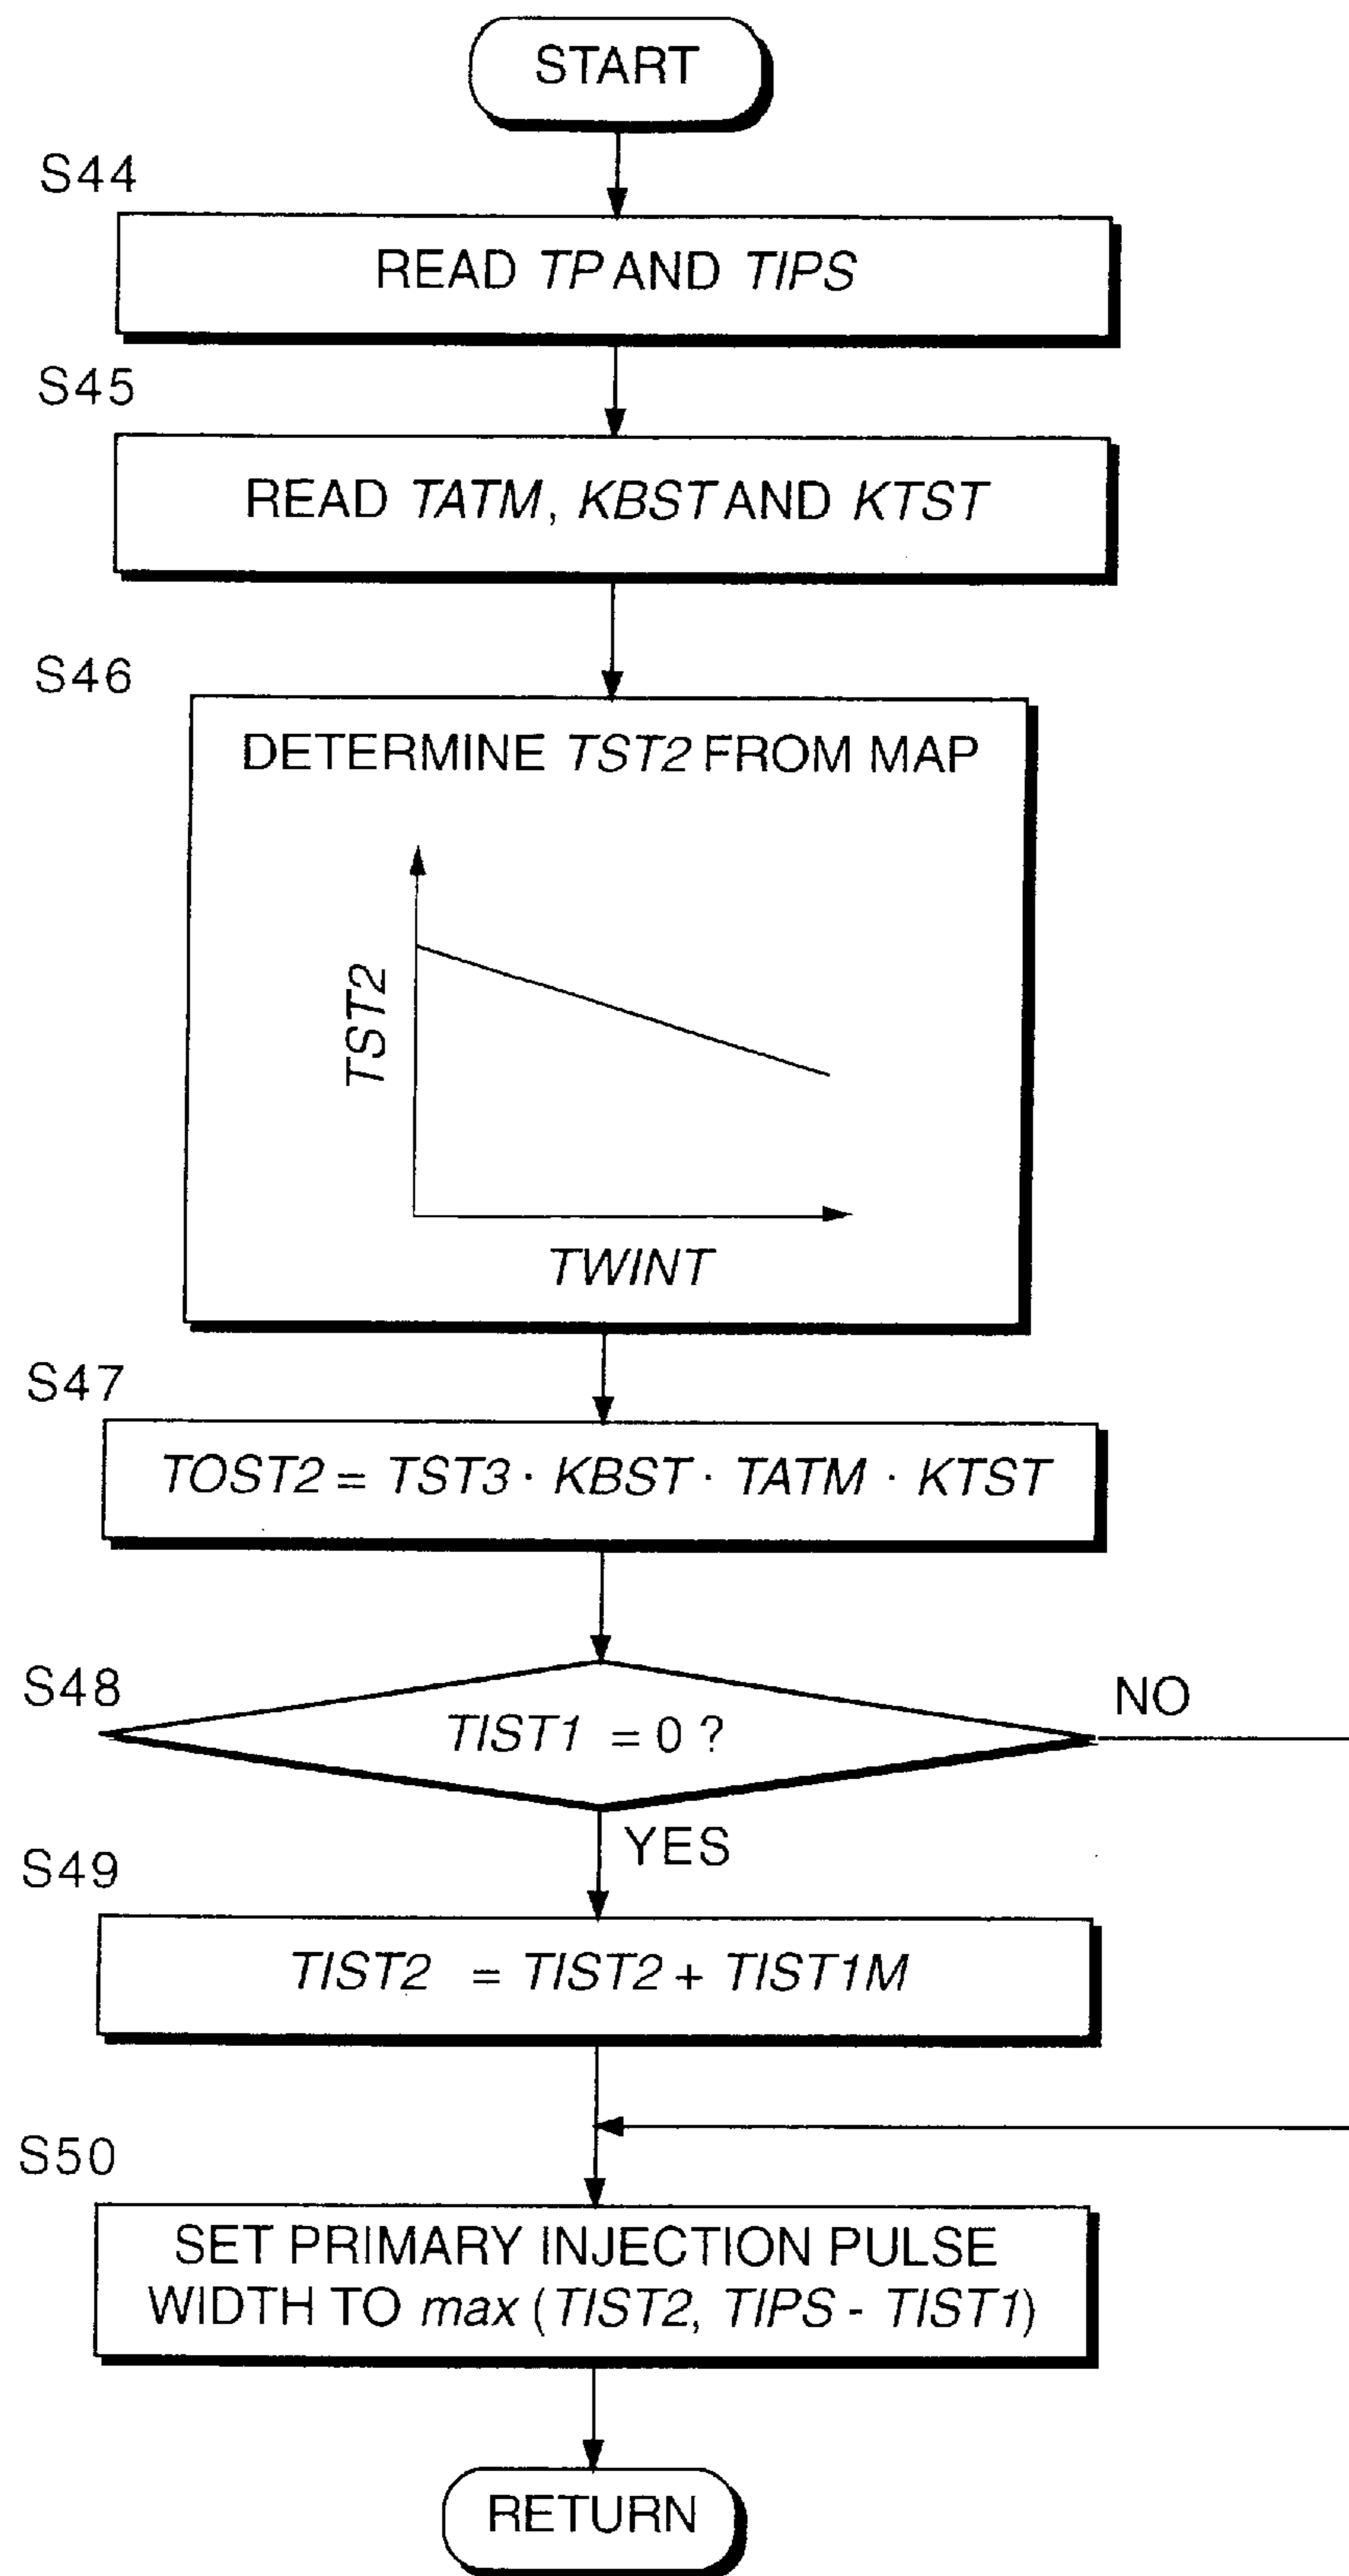 START
S44
READ TP AND TIPS
S45
READ TATM, KBST AND KTST
S46
DETERMINE TST2 FROM MAP
TST2
TWINT
S47
TOST2 = TST3 · KBST · TATM · KTST
S48
TIST1 = 0 ?
NO
YES
S49
TIST2 = TIST2 + TIST1M
S50
SET PRIMARY INJECTION PULSE
WIDTH TO max (TIST2, TIPS - TIST1)
RETURN